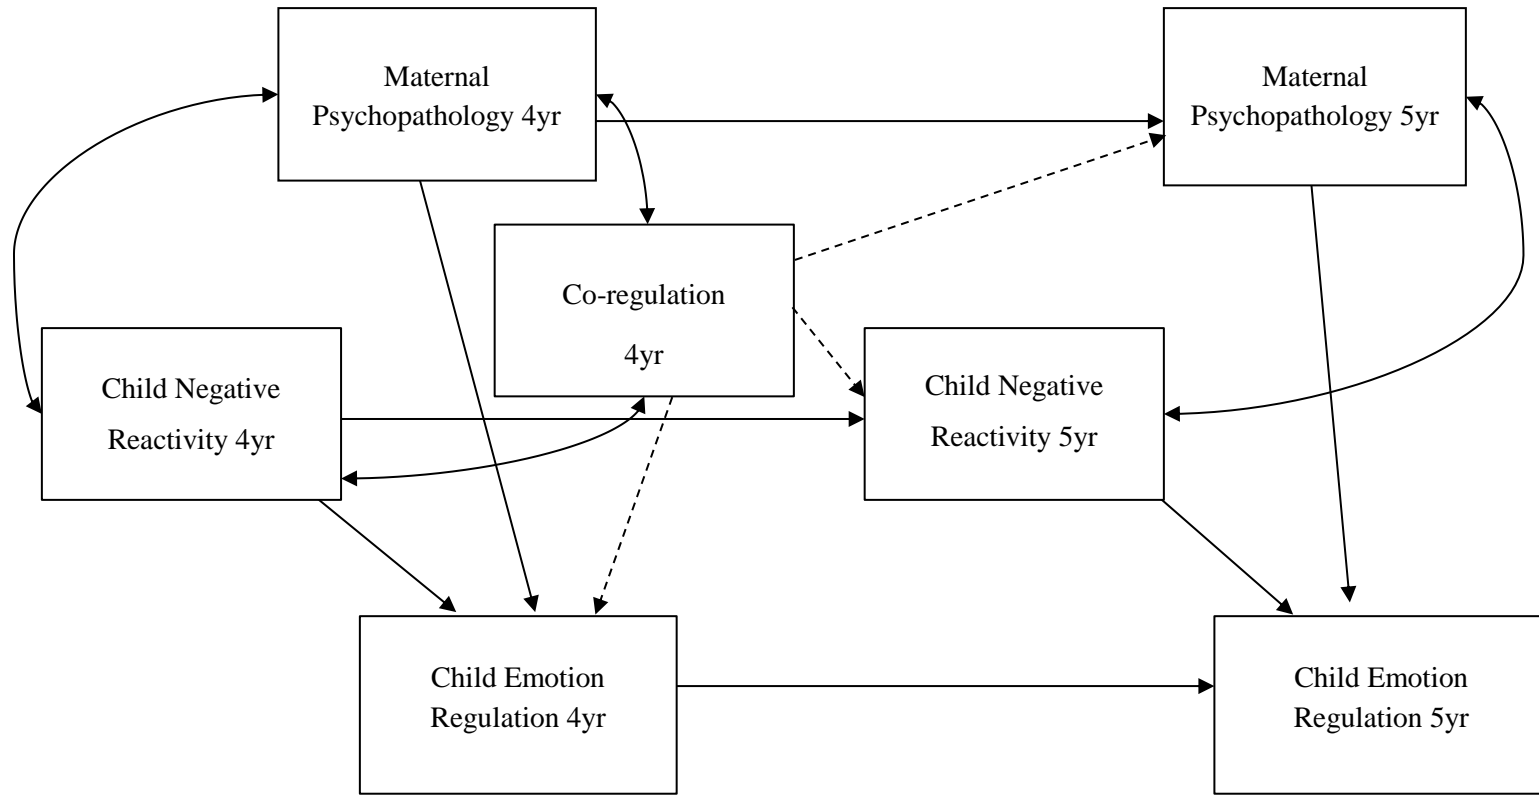 Maternal
Psychopathology 4yr
Maternal
Psychopathology 5yr
Co-regulation
4yr
Child Negative
Reactivity 4yr
Child Negative
Reactivity 5yr
Child Emotion
Regulation 4yr
Child Emotion
Regulation 5yr